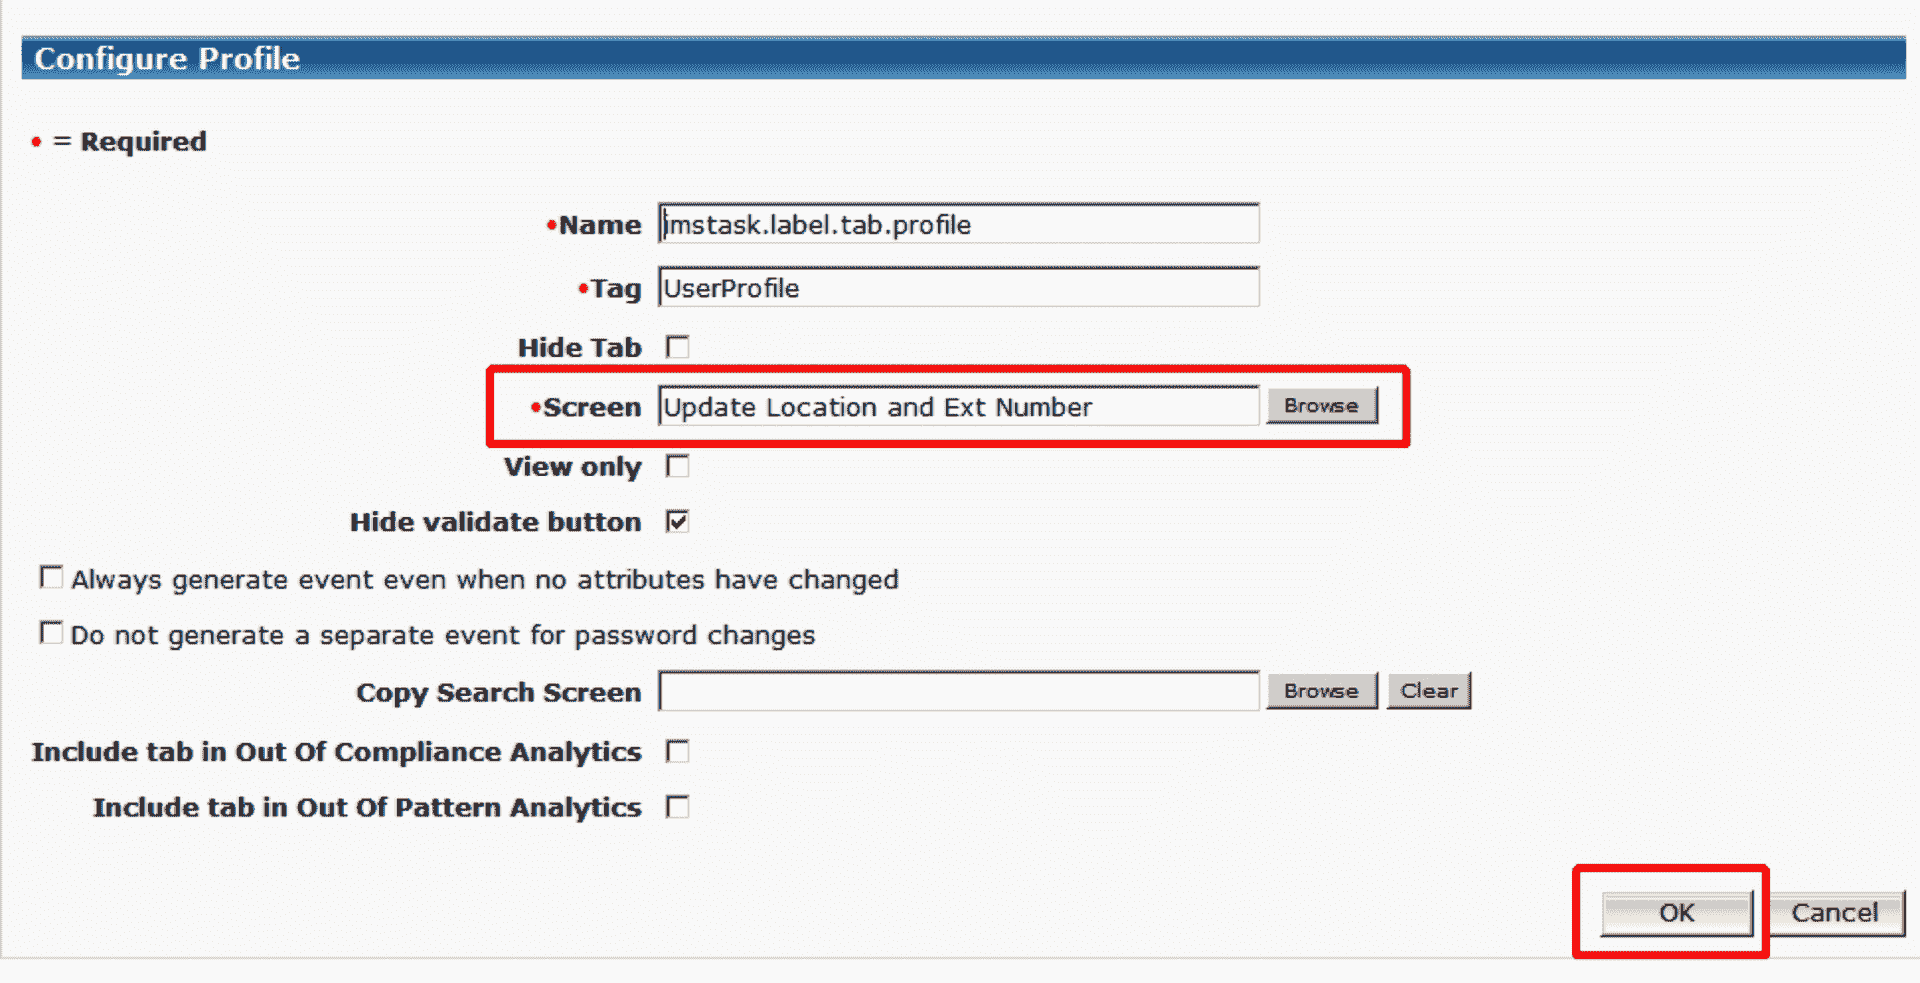 Configure Profile
• = Required
•Name imstask.label.tab.profile
•Tag UserProfile
Hide Tab
•Screen Update Location and Ext Number Browse
View only
Hide validate button
Always generate event even when no attributes have changed
Do not generate a separate event for password changes
Copy Search Screen Browse Clear
Include tab in Out Of Compliance Analytics
Include tab in Out Of Pattern Analytics
OK Cancel